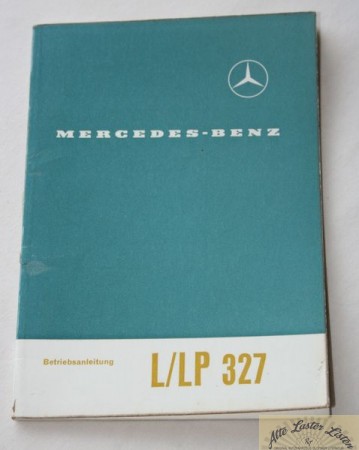 MERCEDES-BENZ
Betriebsanleitung
L/LP 327
Alte Laster Listen